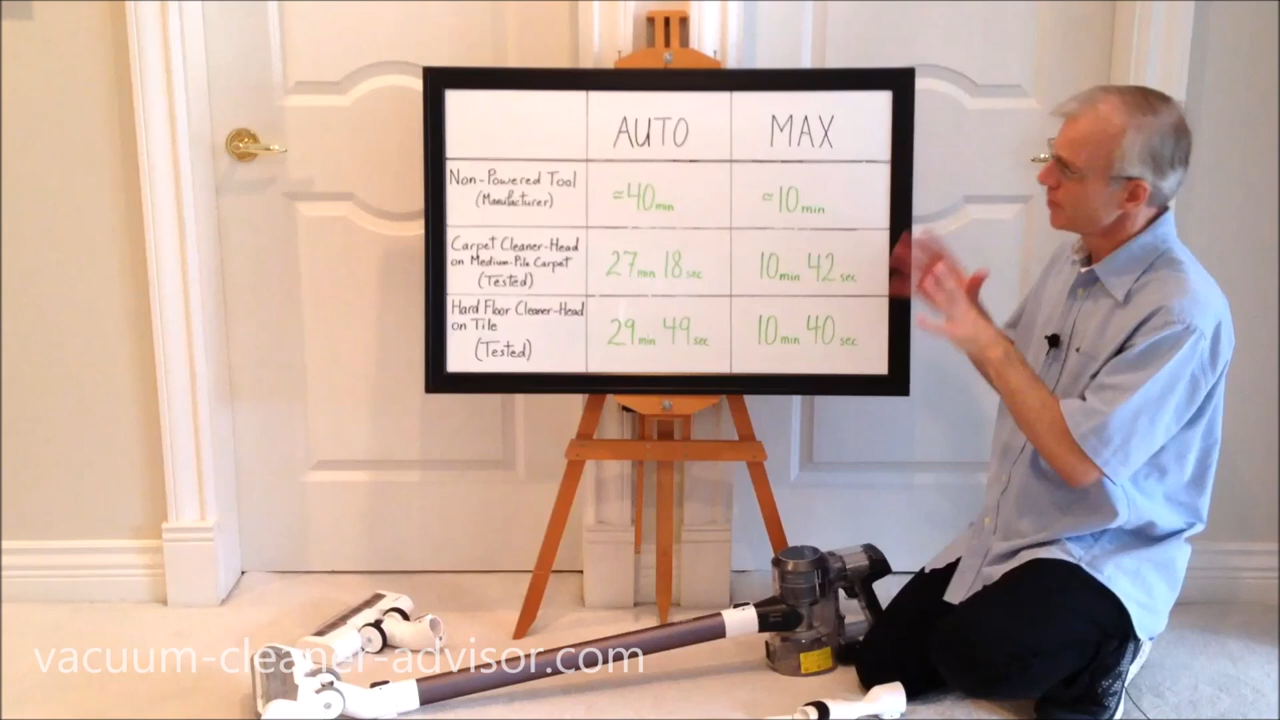 AUTO MAX
Non-Powered Tool
(Manufacturer)
≈40min ≈10min
Carpet Cleaner-Head
on Medium-Pile Carpet
(Tested)
27min 18sec 10min 42sec
Hard Floor Cleaner-Head
on Tile
(Tested)
29min 49sec 10min 40sec
vacuum-cleaner-advisor.com